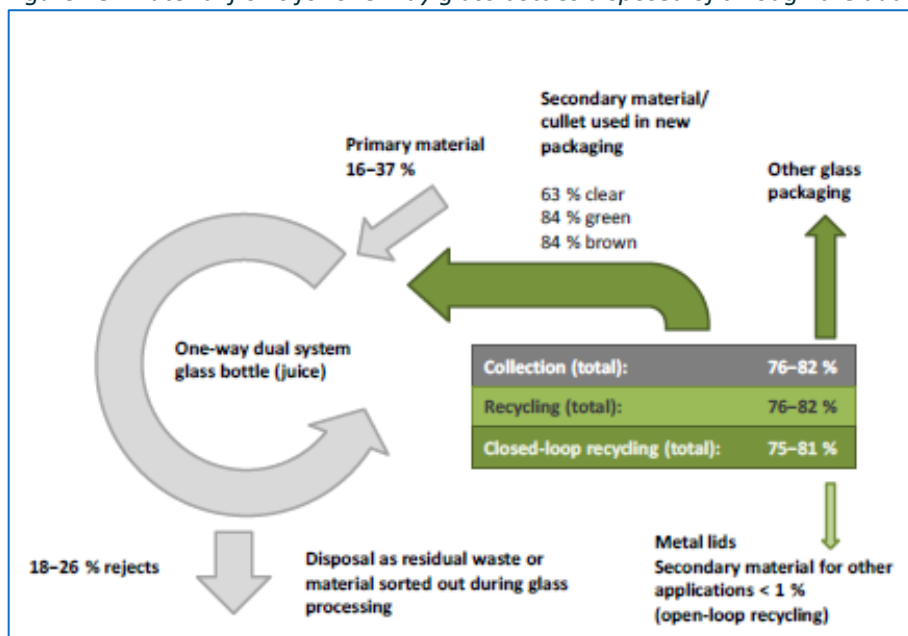 Secondary material/
cullet used in new
packaging
63 % clear
84 % green
84 % brown
Primary material
16–37 %
Other glass
packaging
One-way dual system
glass bottle (juice)
Collection (total): 76–82 %
Recycling (total): 76–82 %
Closed-loop recycling (total): 75–81 %
18–26 % rejects
Disposal as residual waste or
material sorted out during glass
processing
Metal lids
Secondary material for other
applications < 1 %
(open-loop recycling)